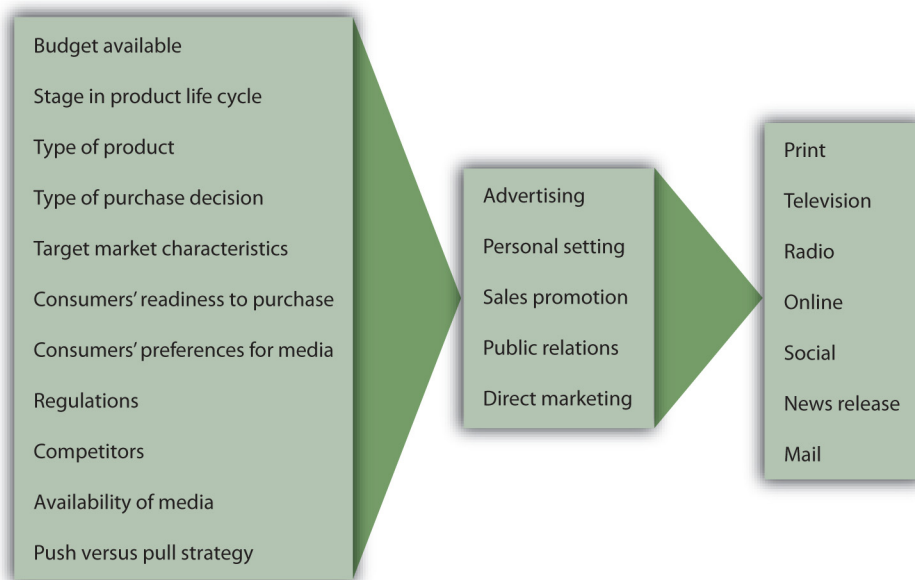 Budget available
Stage in product life cycle
Type of product
Type of purchase decision
Target market characteristics
Consumers’ readiness to purchase
Consumers’ preferences for media
Regulations
Competitors
Availability of media
Push versus pull strategy
Advertising
Personal setting
Sales promotion
Public relations
Direct marketing
Print
Television
Radio
Online
Social
News release
Mail